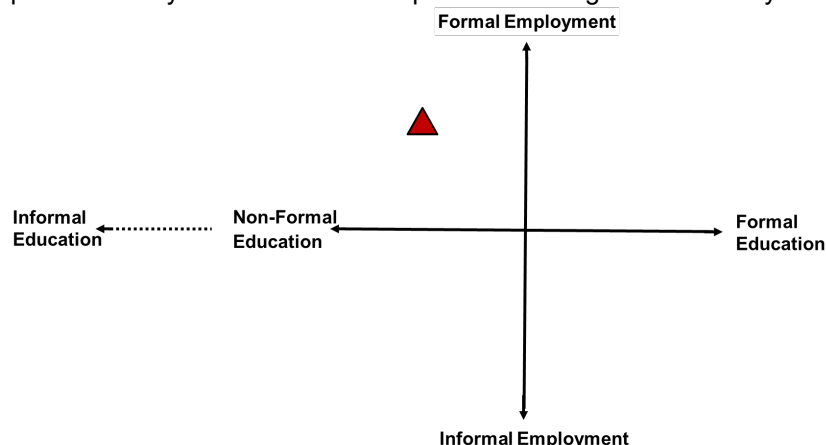 Formal Employment
Informal
Education
Non-Formal
Education
Formal
Education
Informal Employment